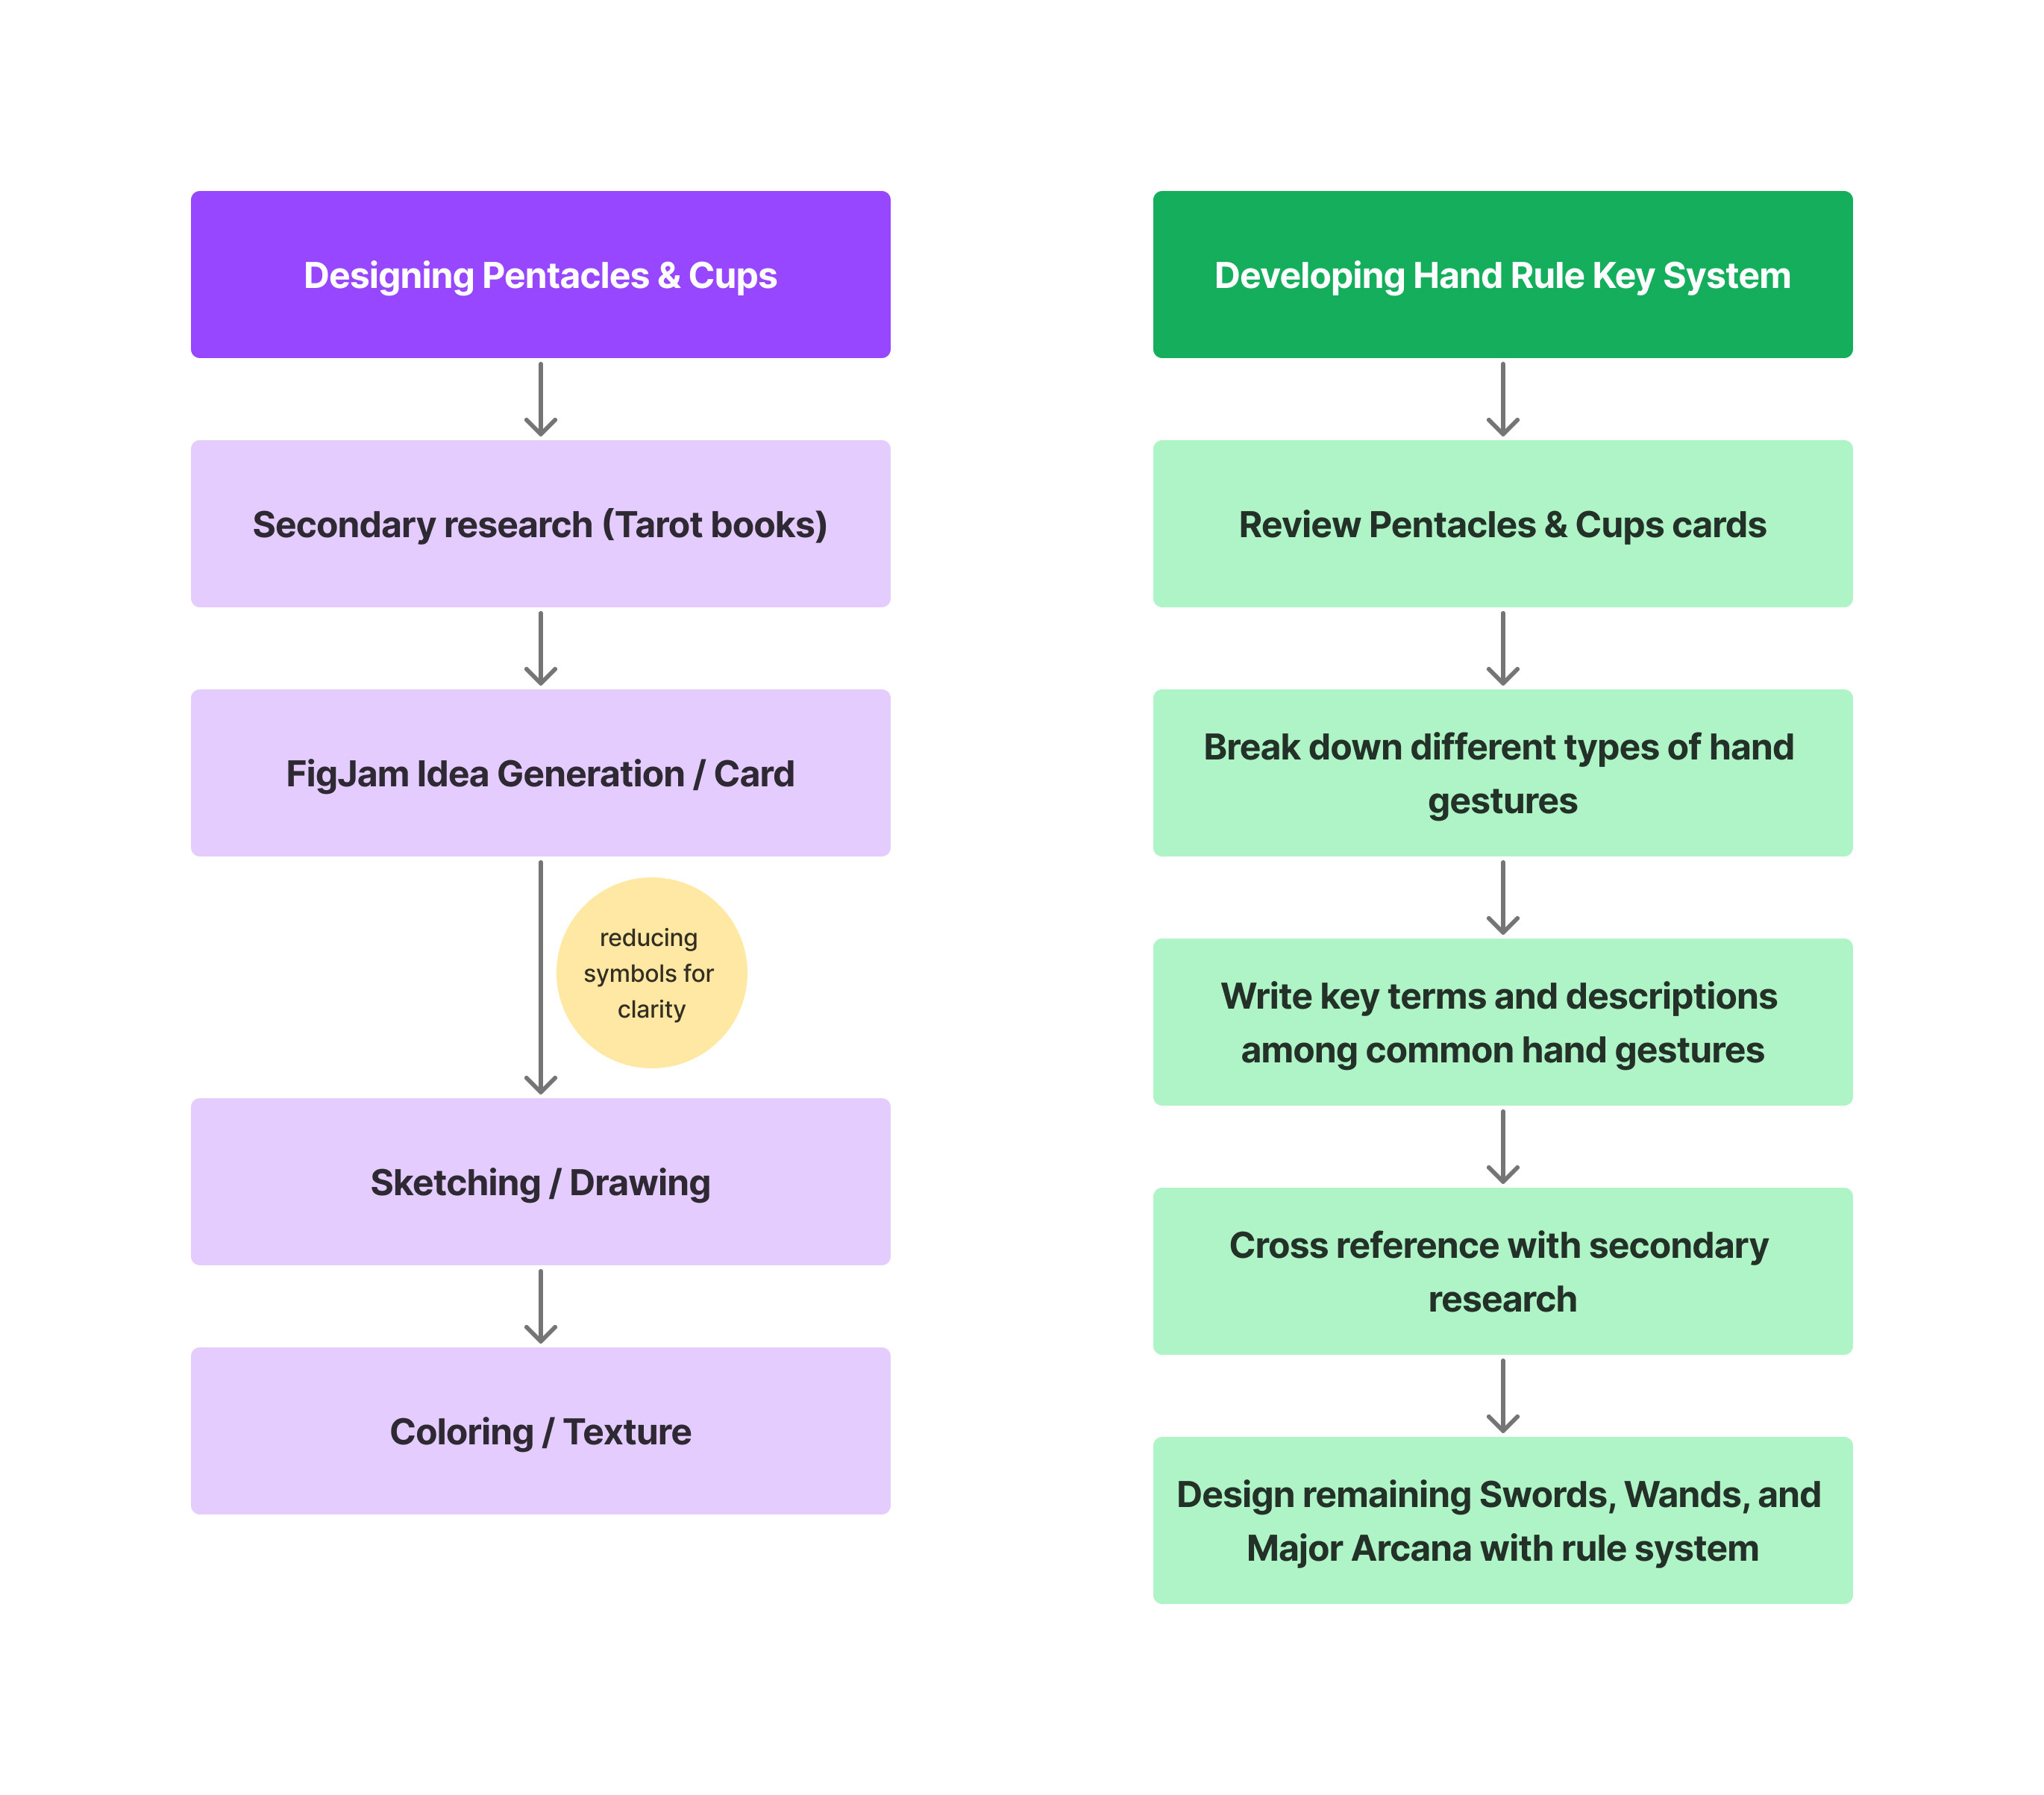 Designing Pentacles & Cups
Secondary research (Tarot books)
FigJam Idea Generation / Card
reducing
symbols for
clarity
Sketching / Drawing
Coloring / Texture
Developing Hand Rule Key System
Review Pentacles & Cups cards
Break down different types of hand
gestures
Write key terms and descriptions
among common hand gestures
Cross reference with secondary
research
Design remaining Swords, Wands, and
Major Arcana with rule system